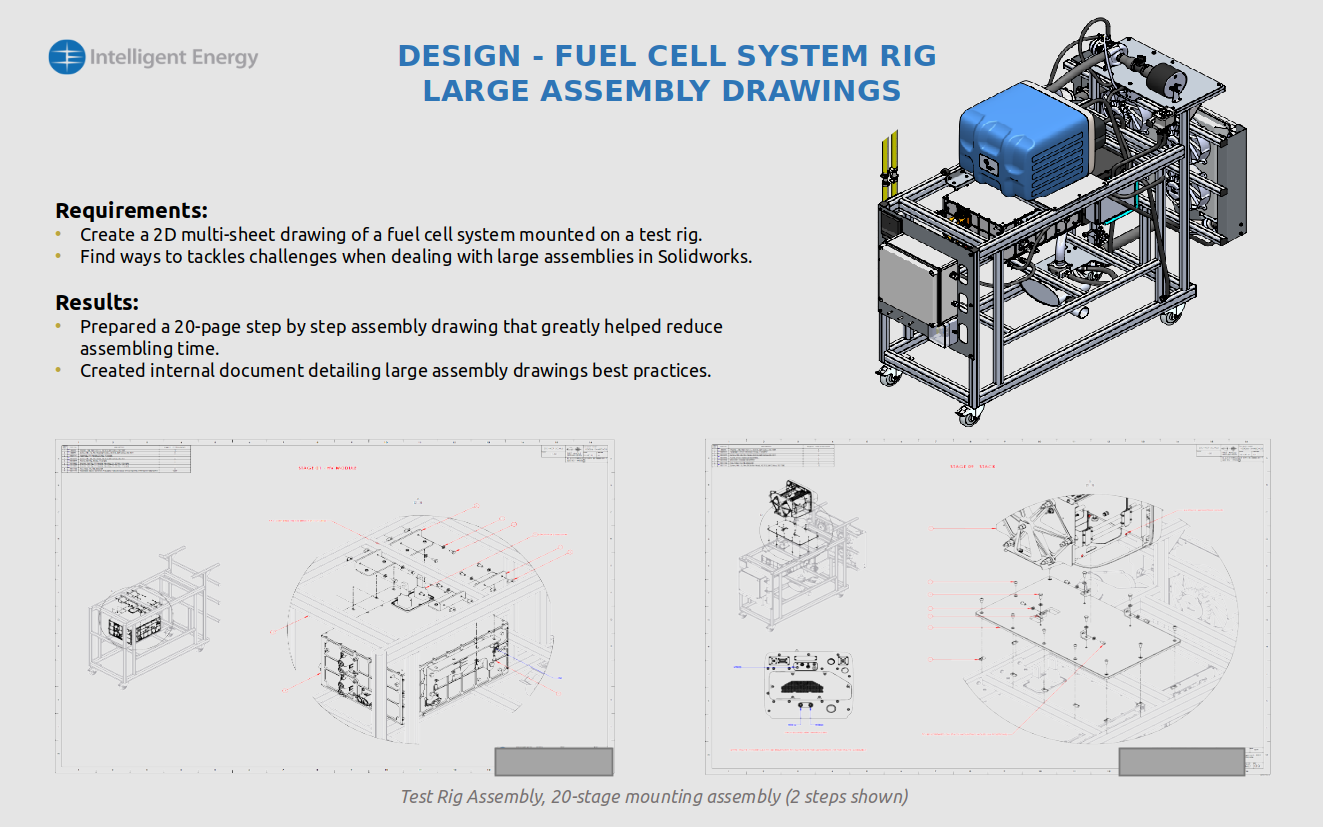 Intelligent Energy
DESIGN - FUEL CELL SYSTEM RIG
LARGE ASSEMBLY DRAWINGS
Requirements:
• Create a 2D multi-sheet drawing of a fuel cell system mounted on a test rig.
• Find ways to tackles challenges when dealing with large assemblies in Solidworks.
Results:
• Prepared a 20-page step by step assembly drawing that greatly helped reduce
assembling time.
• Created internal document detailing large assembly drawings best practices.
Test Rig Assembly, 20-stage mounting assembly (2 steps shown)